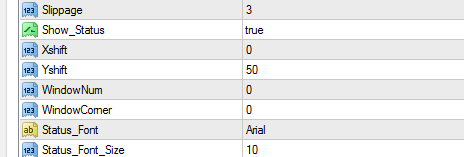 Slippage 3
Show_Status true
Xshift 0
Yshift 50
WindowNum 0
WindowCorner 0
Status_Font Arial
Status_Font_Size 10